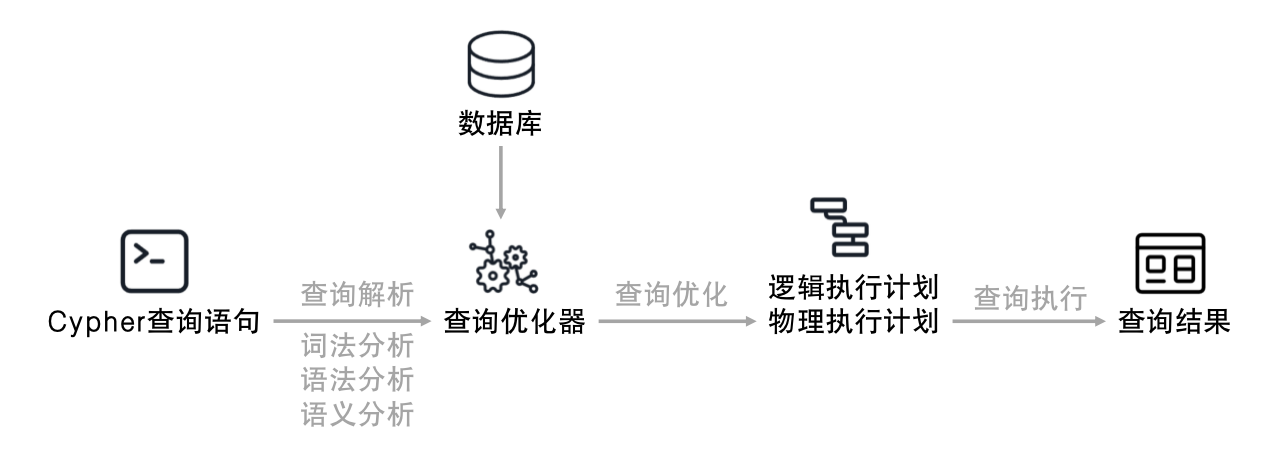 数据库
Cypher查询语句
查询解析
词法分析
语法分析
语义分析
查询优化器
查询优化
逻辑执行计划
物理执行计划
查询执行
查询结果